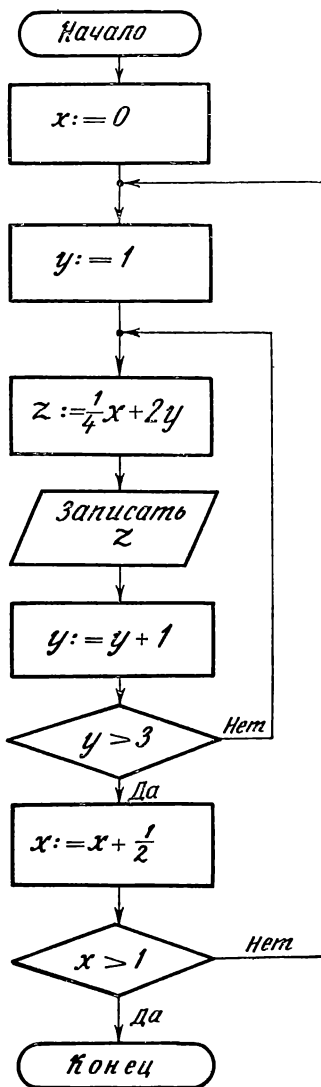 Начало
x:=0
y:=1
z:=1/4x+2y
Записать
z
y:=y+1
y>3
Нет
Да
x:=x+1/2
x>1
Нет
Да
Конец